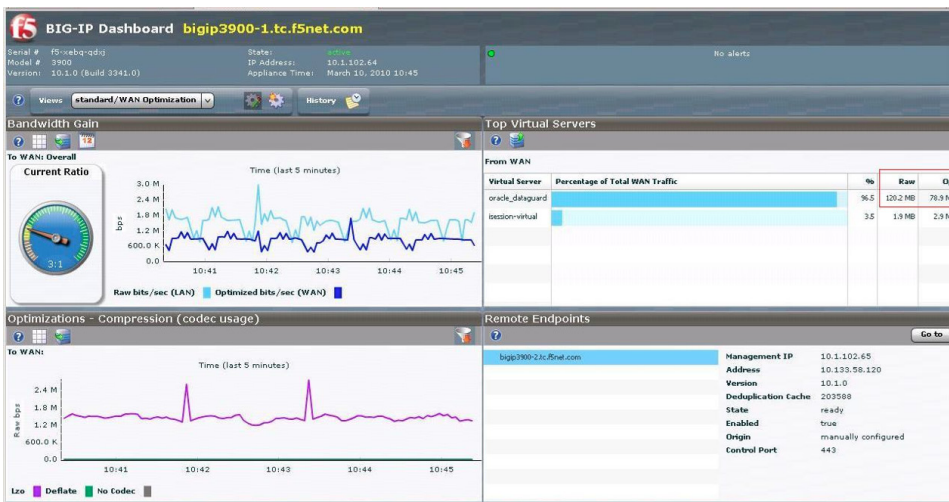 f5 BIG-IP Dashboard bigip3900-1.tc.f5net.com
Serial # f5-xebq-qdxj
Model # 3900
Version: 10.1.0 (Build 3341.0)
State: active
IP Address: 10.1.102.64
Appliance Time: March 10, 2010 10:45
No alerts
Views standard/WAN Optimization History
Bandwidth Gain
To WAN: Overall
Current Ratio
3:1
Time (last 5 minutes)
bps
3.0 M
2.4 M
1.8 M
1.2 M
600.0 K
0.0
10:41 10:42 10:43 10:44 10:45
Raw bits/sec (LAN) Optimized bits/sec (WAN)
Top Virtual Servers
From WAN
Virtual Server Percentage of Total WAN Traffic % Raw O
oracle_dataguard 96.5 120.2 MB 78.9 M
isession-virtual 3.5 1.9 MB 2.9 M
Optimizations - Compression (codec usage)
To WAN:
Time (last 5 minutes)
Raw bps
2.4 M
1.8 M
1.2 M
600.0 K
0.0
10:41 10:42 10:43 10:44 10:45
Lzo Deflate No Codec
Remote Endpoints
Go to
bigip3900-2.tc.f5net.com
Management IP 10.1.102.65
Address 10.133.58.120
Version 10.1.0
Deduplication Cache 203588
State ready
Enabled true
Origin manually configured
Control Port 443